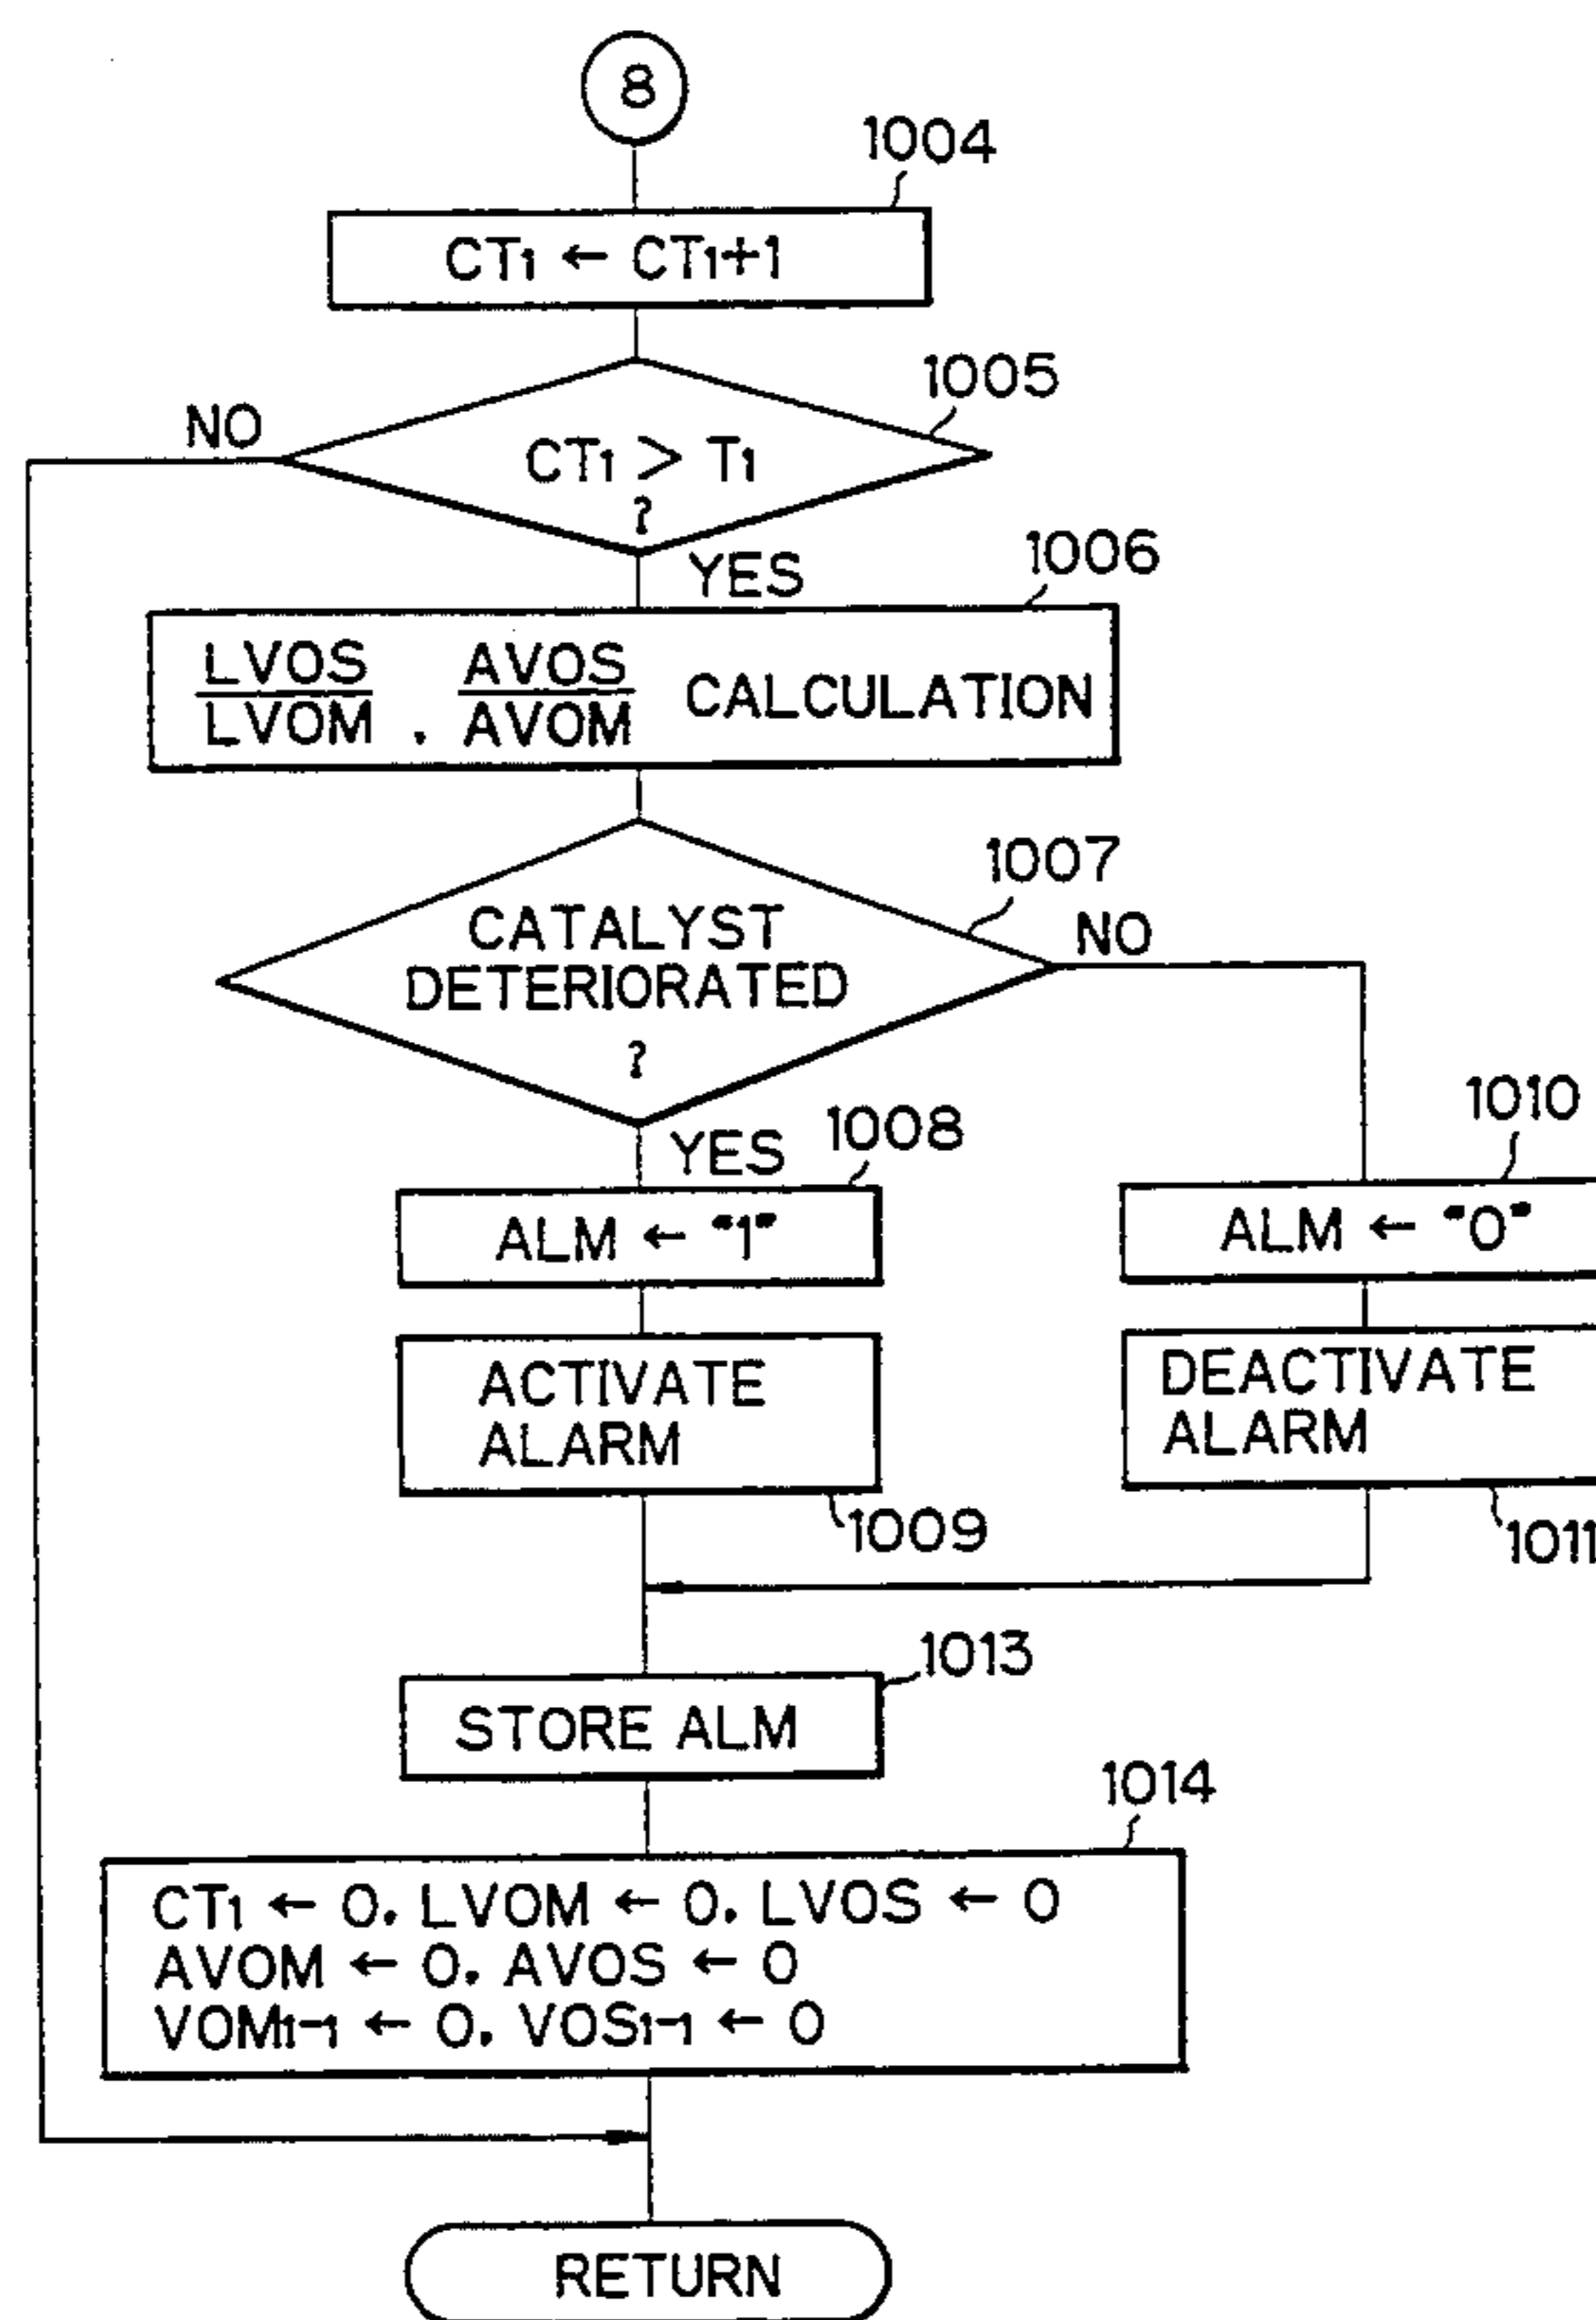 8
1004
CT1 ← CT1+1
1005
NO
CT1 > T1
?
YES
1006
LVOS AVOS
LVOM , AVOM CALCULATION
1007
CATALYST
DETERIORATED
?
NO
YES
1008
1010
ALM ← "1"
ALM ← "0"
ACTIVATE
ALARM
DEACTIVATE
ALARM
1009
1011
1013
STORE ALM
1014
CT1 ← 0. LVOM ← 0. LVOS ← 0
AVOM ← 0. AVOS ← 0
VOM1-1 ← 0. VOS1-1 ← 0
RETURN